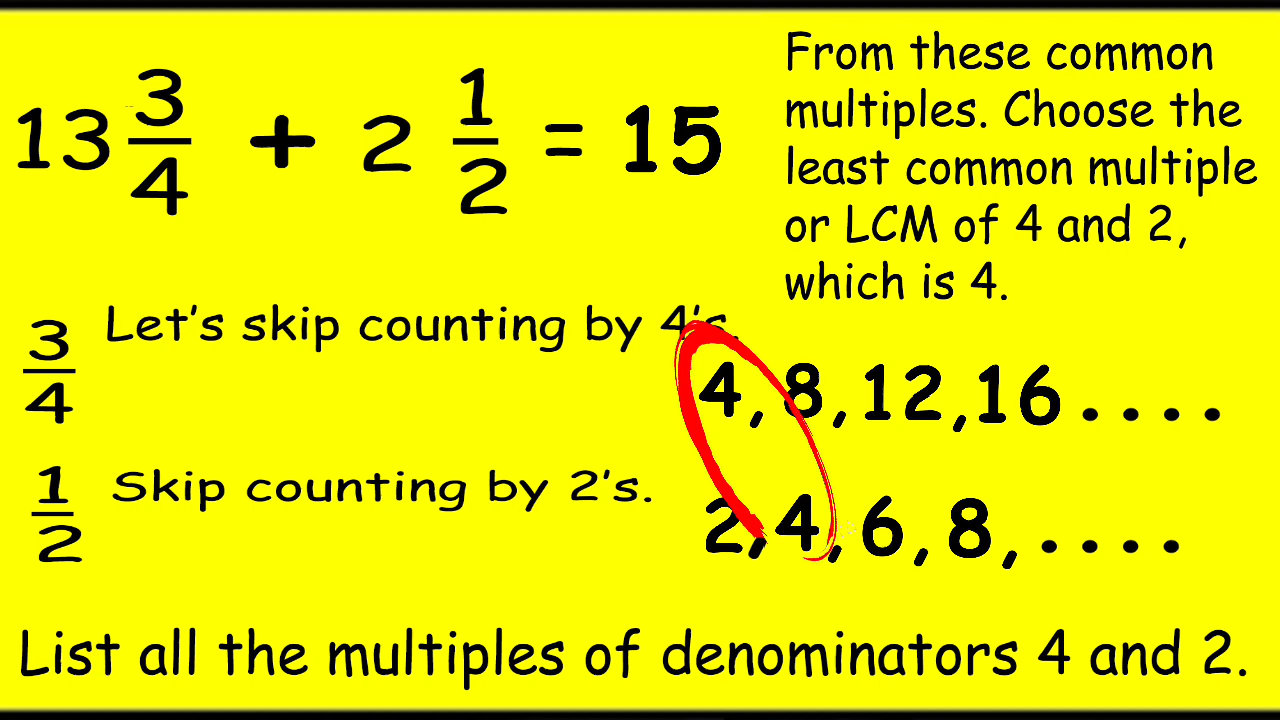 13 3/4 + 2 1/2 = 15
From these common
multiples. Choose the
least common multiple
or LCM of 4 and 2,
which is 4.
3/4 Let's skip counting by 4's.
4, 8, 12, 16 . . . .
1/2 Skip counting by 2's.
2, 4, 6, 8, . . . .
List all the multiples of denominators 4 and 2.